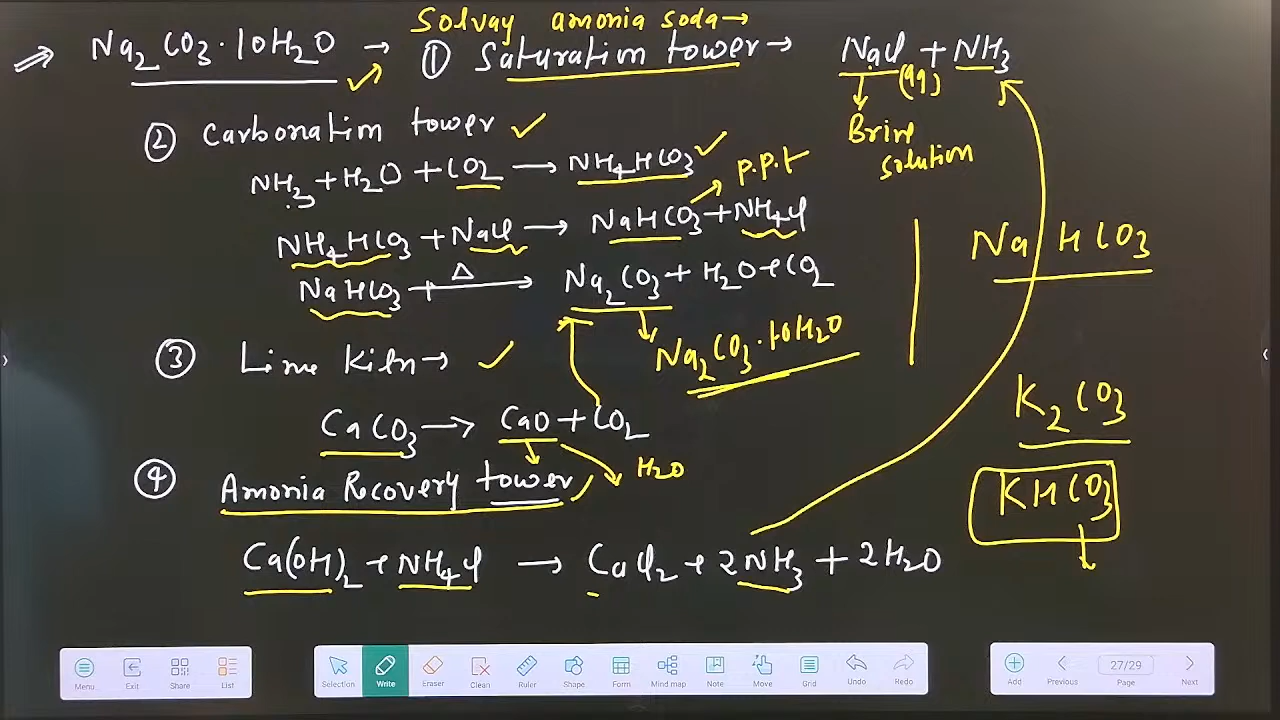 Solvay amonia soda→
⇒ Na2CO3·10H2O → ① Saturation tower → NaCl(aq) + NH3
Brine solution
② Carbonation tower ✓
NH3 + H2O + CO2 → NH4HCO3 ✓
p.p.t
NH4HCO3 + NaCl → NaHCO3 + NH4Cl
NaHCO3 + Δ→ Na2CO3 + H2O + CO2
Na2CO3·10H2O
NaHCO3
③ Lime Kiln → ✓
K2CO3
CaCO3 → CaO + CO2
H2O
KHCO3
④ Amonia Recovery tower
Ca(OH)2 + NH4Cl → CaCl2 + 2NH3 + 2H2O
Menu Exit Share List Selection Write Eraser Clean Ruler Shape Form Mind map Note Move Grid Undo Redo Add Previous 27/29 Page Next